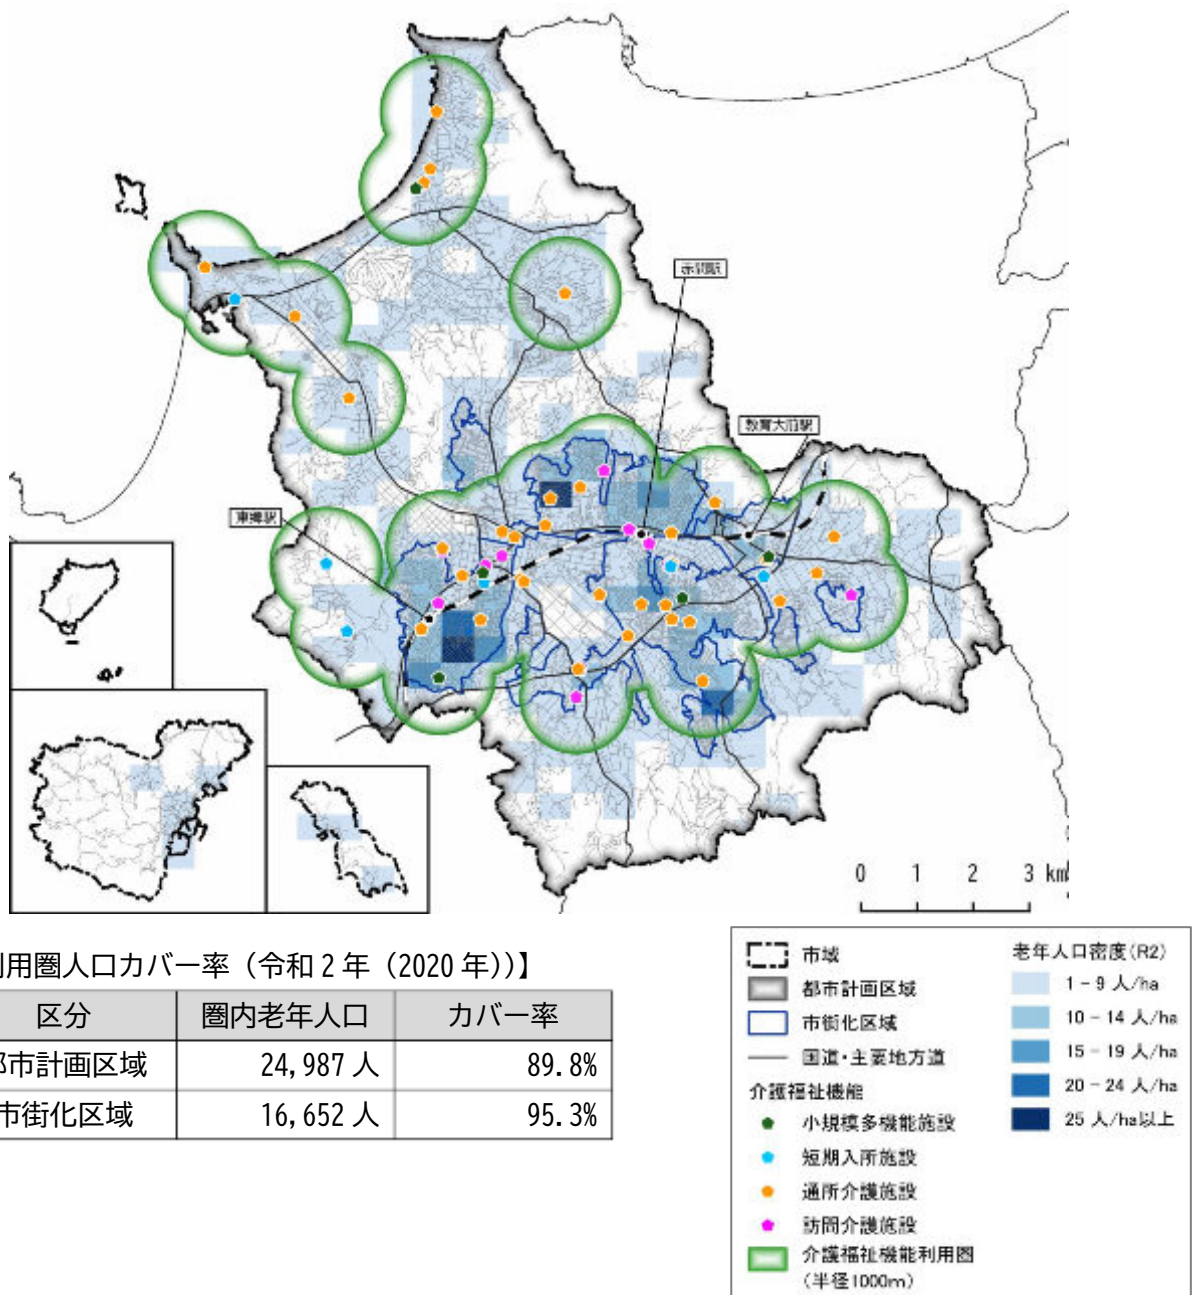 赤間駅
教育大前駅
東郷駅
0 1 2 3 km
用圏人口カバー率（令和２年（2020 年））】
区分 圏内老年人口 カバー率
市計画区域 24,987 人 89.8%
市街化区域 16,652 人 95.3%
市域
都市計画区域
市街化区域
国道・主要地方道
介護福祉機能
小規模多機能施設
短期入所施設
通所介護施設
訪問介護施設
介護福祉機能利用圏
（半径1000m）
老年人口密度(R2)
1 - 9 人/ha
10 - 14 人/ha
15 - 19 人/ha
20 - 24 人/ha
25 人/ha以上